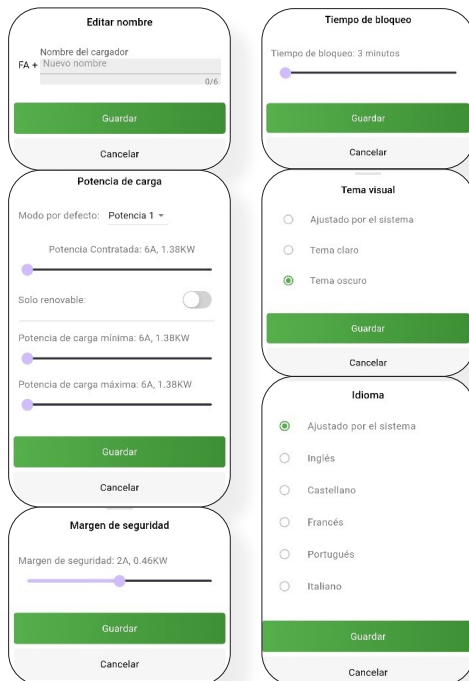 Editar nombre
Nombre del cargador
FA + Nuevo nombre
0/6
Guardar
Cancelar
Potencia de carga
Modo por defecto: Potencia 1
Potencia Contratada: 6A, 1.38KW
Solo renovable:
Potencia de carga mínima: 6A, 1.38KW
Potencia de carga máxima: 6A, 1.38KW
Guardar
Cancelar
Margen de seguridad
Margen de seguridad: 2A, 0.46KW
Guardar
Cancelar
Tiempo de bloqueo
Tiempo de bloqueo: 3 minutos
Guardar
Cancelar
Tema visual
Ajustado por el sistema
Tema claro
Tema oscuro
Guardar
Cancelar
Idioma
Ajustado por el sistema
Inglés
Castellano
Francés
Portugués
Italiano
Guardar
Cancelar